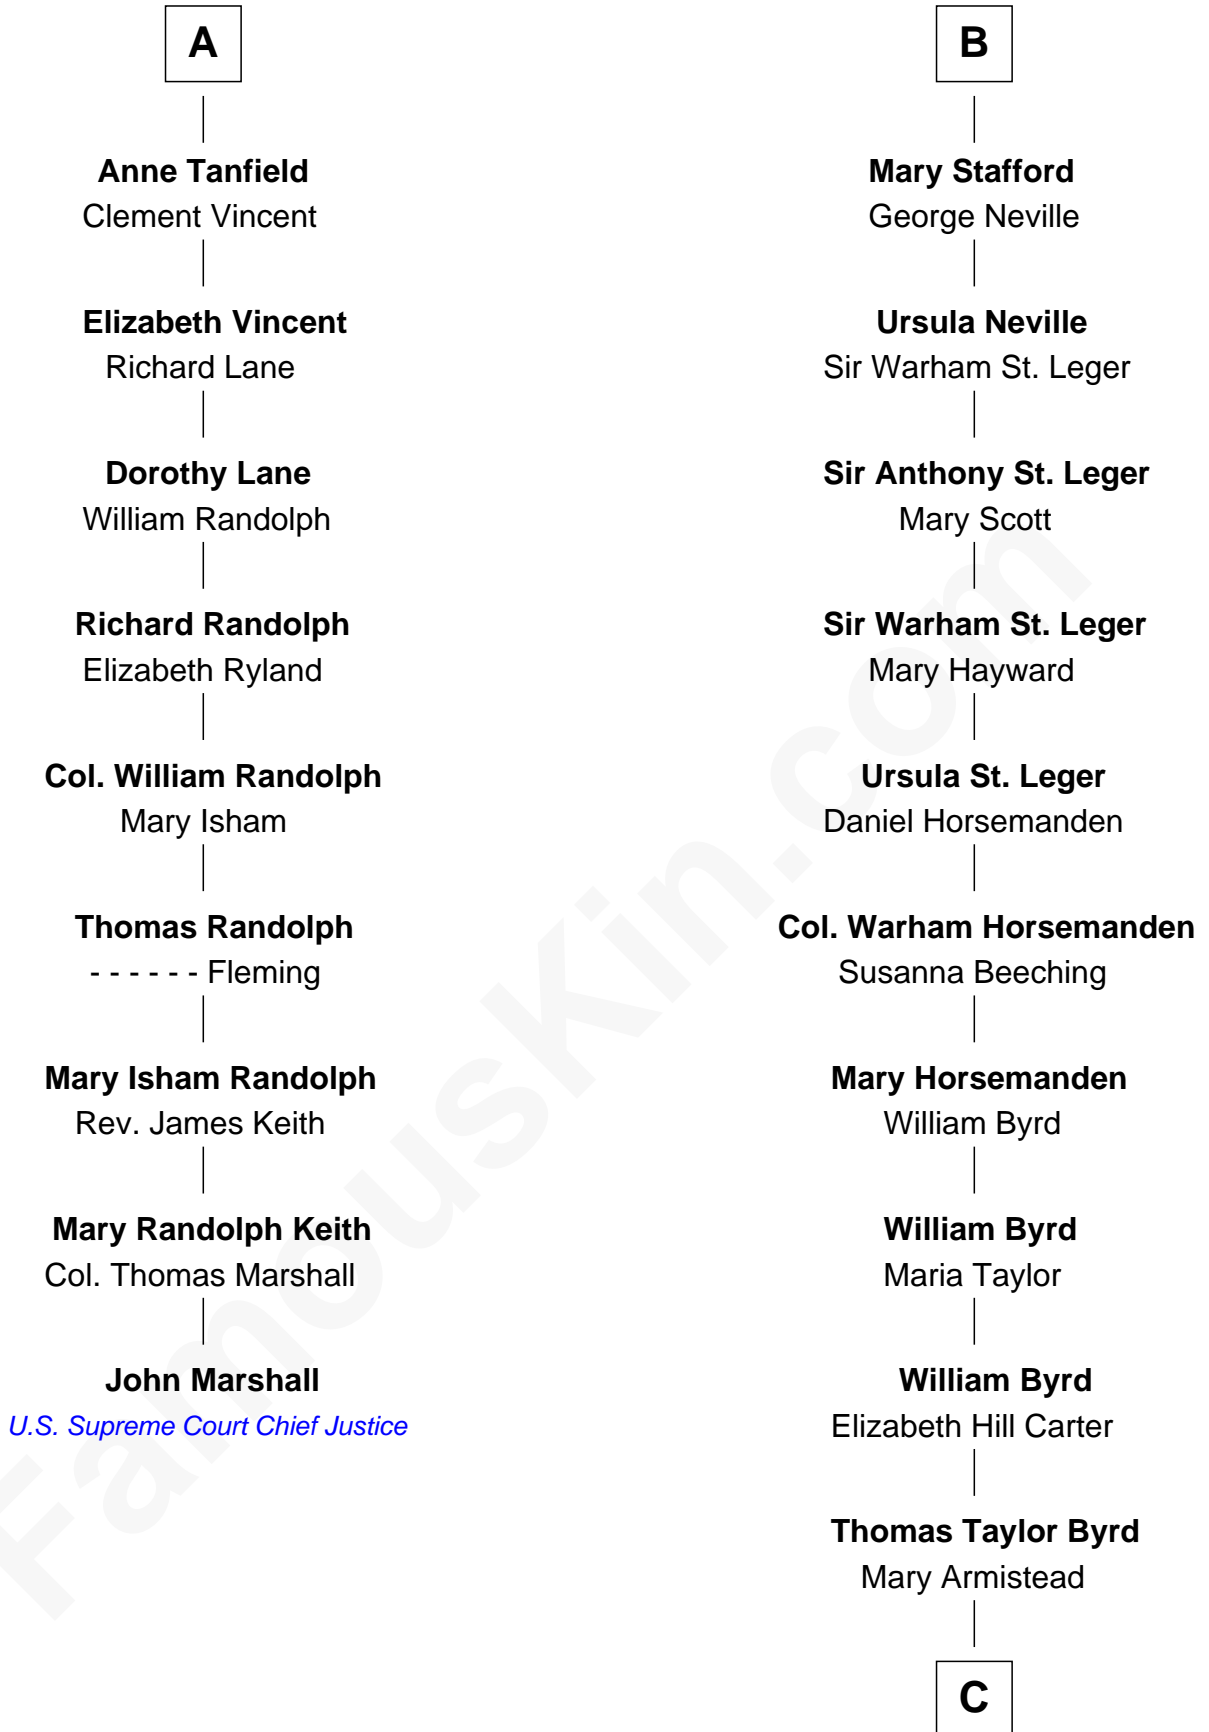 A
Anne Tanfield
Clement Vincent
Elizabeth Vincent
Richard Lane
Dorothy Lane
William Randolph
Richard Randolph
Elizabeth Ryland
Col. William Randolph
Mary Isham
Thomas Randolph
- - - - - - Fleming
Mary Isham Randolph
Rev. James Keith
Mary Randolph Keith
Col. Thomas Marshall
John Marshall
U.S. Supreme Court Chief Justice
B
Mary Stafford
George Neville
Ursula Neville
Sir Warham St. Leger
Sir Anthony St. Leger
Mary Scott
Sir Warham St. Leger
Mary Hayward
Ursula St. Leger
Daniel Horsemanden
Col. Warham Horsemanden
Susanna Beeching
Mary Horsemanden
William Byrd
William Byrd
Maria Taylor
William Byrd
Elizabeth Hill Carter
Thomas Taylor Byrd
Mary Armistead
C
FamousKin.com